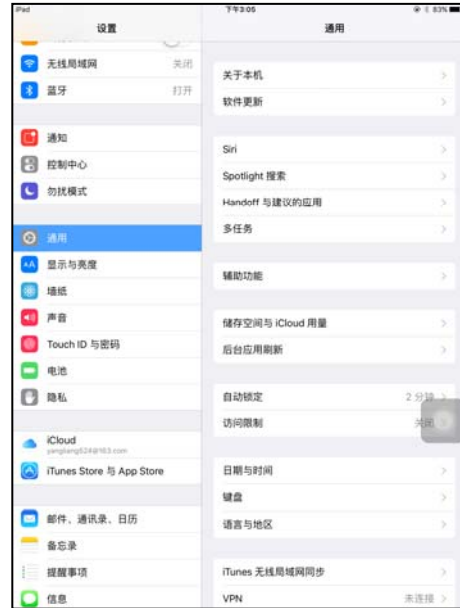 iPad
下午3:05
83%
设置
无线局域网 关闭
蓝牙 打开
通知
控制中心
勿扰模式
通用
显示与亮度
墙纸
声音
Touch ID 与密码
电池
隐私
iCloud
iTunes Store 与 App Store
邮件、通讯录、日历
备忘录
提醒事项
信息
通用
关于本机
软件更新
Siri
Spotlight 搜索
Handoff 与建议的应用
多任务
辅助功能
储存空间与 iCloud 用量
后台应用刷新
自动锁定 2 分钟
访问限制 关闭
日期与时间
键盘
语言与地区
iTunes 无线局域网同步
VPN 未连接